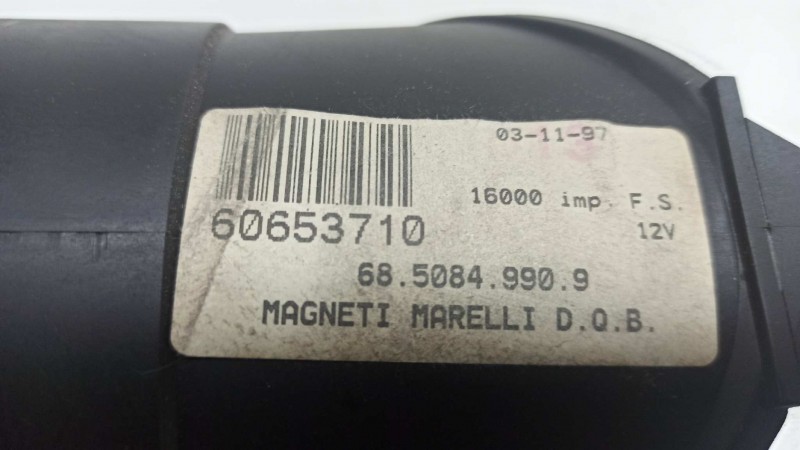 03-11-97
16000 imp. F.S.
60653710
12V
68.5084.990.9
MAGNETI MARELLI D.Q.B.